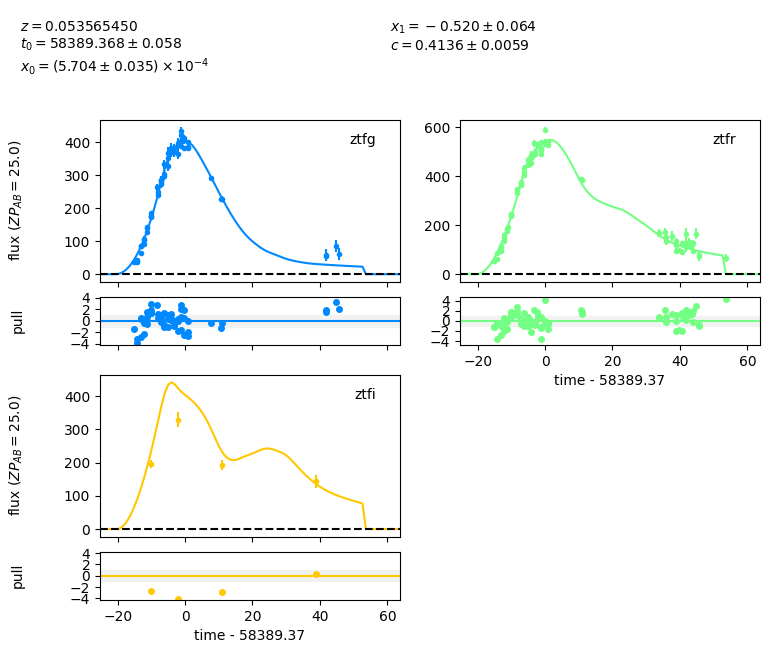 z = 0.053565450
t₀ = 58389.368 ± 0.058
x₀ = (5.704 ± 0.035) × 10⁻⁴
x₁ = −0.520 ± 0.064
c = 0.4136 ± 0.0059
flux (ZP_AB = 25.0)
400
300
200
100
0
ztfg
600
400
200
0
ztfr
pull
4
2
0
−2
−4
4
2
0
−2
−4
−20 0 20 40 60
time - 58389.37
flux (ZP_AB = 25.0)
400
300
200
100
0
ztfi
pull
4
2
0
−2
−4
−20 0 20 40 60
time - 58389.37